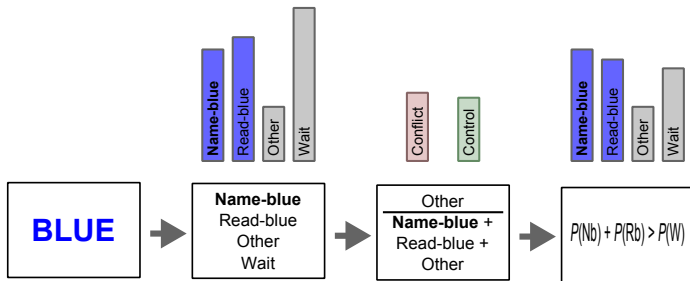 Name-blue
Read-blue
Other
Wait
Conflict
Control
Name-blue
Read-blue
Other
Wait
BLUE
Name-blue
Read-blue
Other
Wait
Other
Name-blue +
Read-blue +
Other
P(Nb) + P(Rb) > P(W)